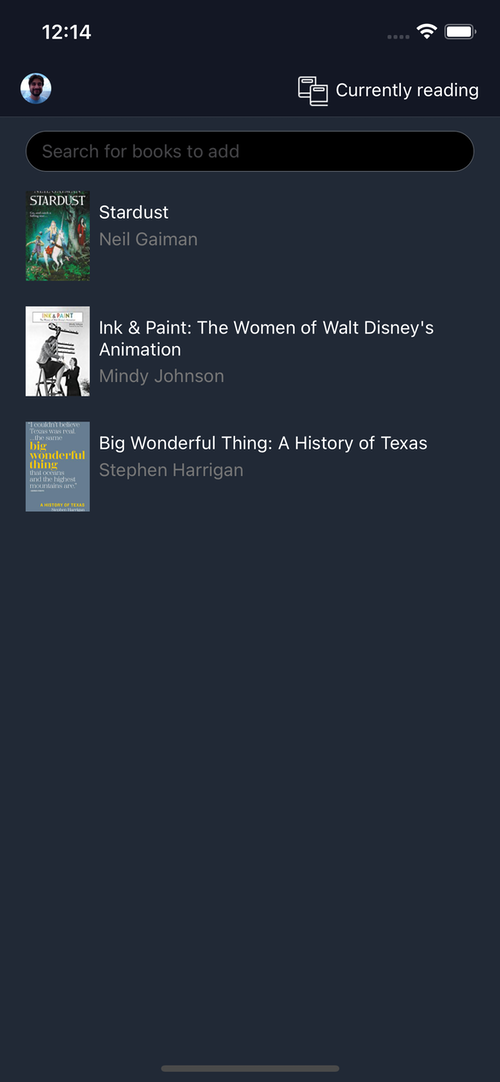 12:14
Currently reading
Search for books to add
STARDUST
Stardust
Neil Gaiman
INK & PAINT
Ink & Paint: The Women of Walt Disney's
Animation
Mindy Johnson
"I couldn't believe
Texas was real
...the same
big
wonderful
thing
that oceans
and the highest
mountains are."
A HISTORY OF TEXAS
Stephen Harrigan
Big Wonderful Thing: A History of Texas
Stephen Harrigan